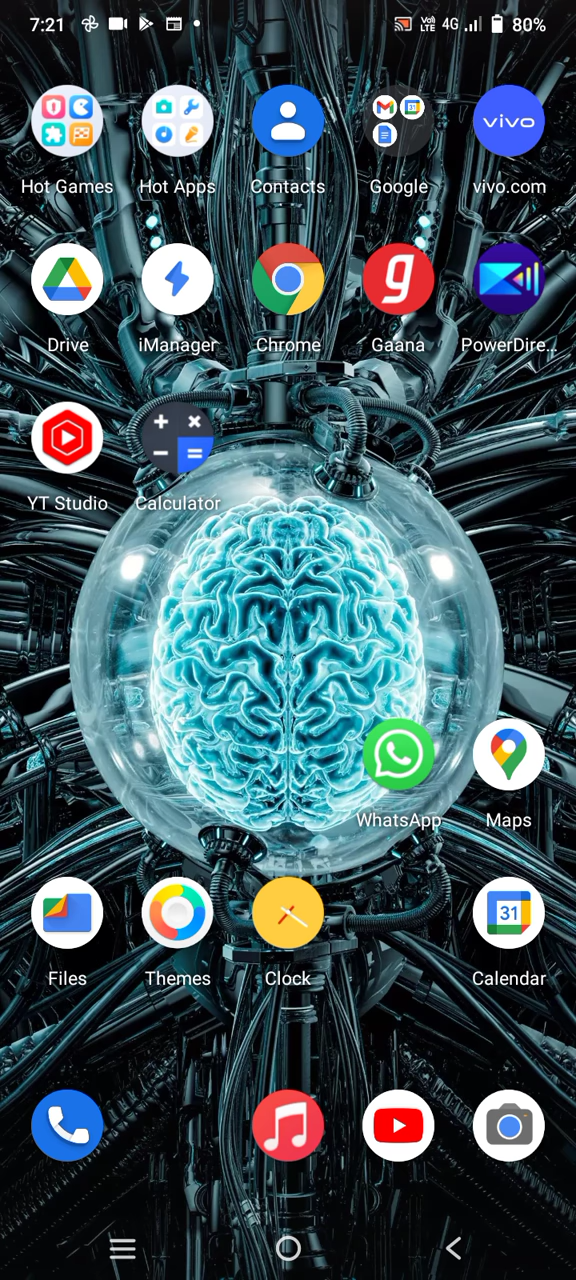 7:21
Vo) LTE 4G 80%
Hot Games Hot Apps Contacts Google vivo.com
vivo
Drive iManager Chrome Gaana PowerDire...
YT Studio Calculator
WhatsApp Maps
31
Files Themes Clock Calendar